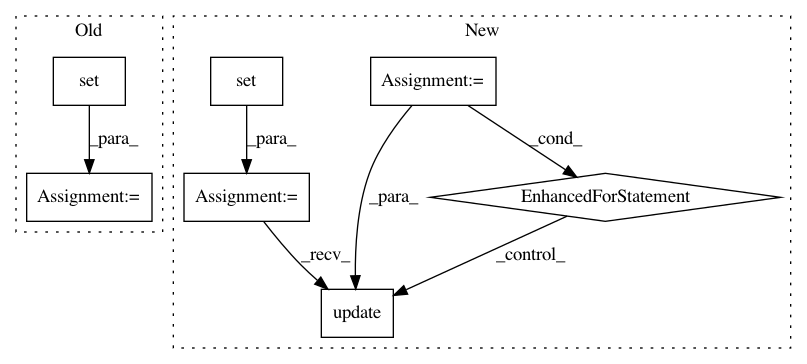 Old
New
set
set
Assignment:=
_para_
_para_
_cond_
Assignment:=
Assignment:=
_para_
EnhancedForStatement
_recv_
_control_
update